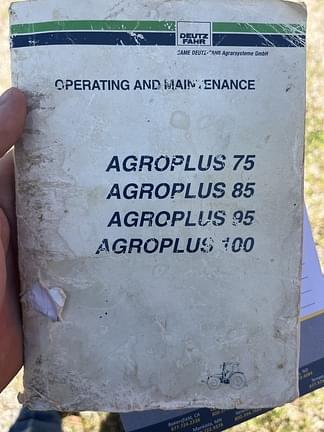 DEUTZ
FAHR
SAME DEUTZ-FAHR Agrarsysteme GmbH
OPERATING AND MAINTENANCE
AGROPLUS 75
AGROPLUS 85
AGROPLUS 95
AGROPLUS 100